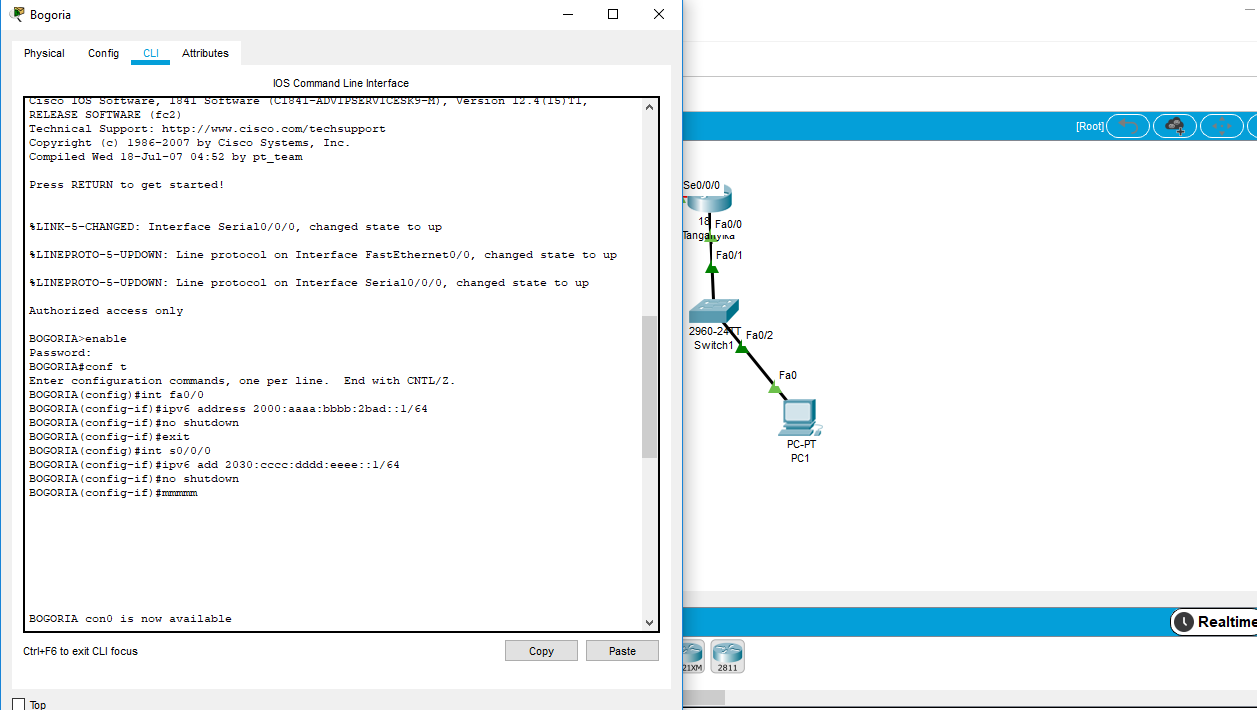 Bogoria
Physical Config CLI Attributes
IOS Command Line Interface
Cisco IOS Software, 1841 Software (C1841-ADVIPSERVICESK9-M), Version 12.4(15)T1,
RELEASE SOFTWARE (fc2)
Technical Support: http://www.cisco.com/techsupport
Copyright (c) 1986-2007 by Cisco Systems, Inc.
Compiled Wed 18-Jul-07 04:52 by pt_team
Press RETURN to get started!
%LINK-5-CHANGED: Interface Serial0/0/0, changed state to up
%LINEPROTO-5-UPDOWN: Line protocol on Interface FastEthernet0/0, changed state to up
%LINEPROTO-5-UPDOWN: Line protocol on Interface Serial0/0/0, changed state to up
Authorized access only
BOGORIA>enable
Password:
BOGORIA#conf t
Enter configuration commands, one per line.  End with CNTL/Z.
BOGORIA(config)#int fa0/0
BOGORIA(config-if)#ipv6 address 2000:aaaa:bbbb:2bad::1/64
BOGORIA(config-if)#no shutdown
BOGORIA(config-if)#exit
BOGORIA(config)#int s0/0/0
BOGORIA(config-if)#ipv6 add 2030:cccc:dddd:eeee::1/64
BOGORIA(config-if)#no shutdown
BOGORIA(config-if)#mmmmm
BOGORIA con0 is now available
Ctrl+F6 to exit CLI focus
Copy
Paste
Top
[Root]
Se0/0/0
18
Fa0/0
Tanganyika
Fa0/1
2960-24TT
Switch1
Fa0/2
Fa0
PC-PT
PC1
Realtime
21XM
2811